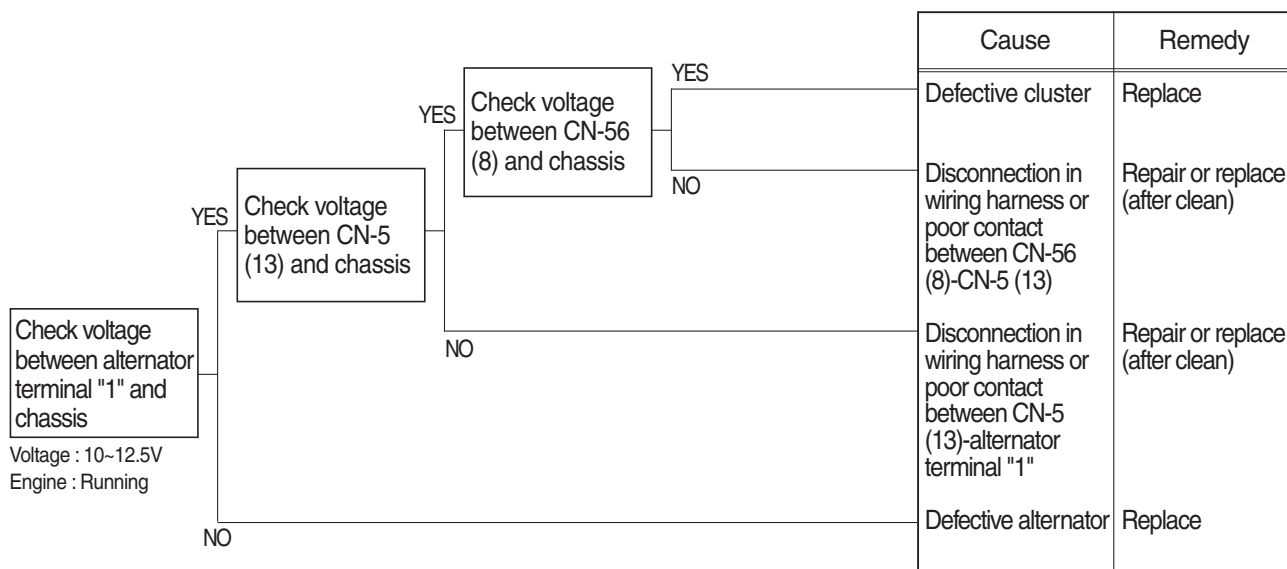 Cause
Remedy
YES
Check voltage
between CN-56
(8) and chassis
YES
Defective cluster
Replace
NO
Disconnection in
wiring harness or
poor contact
between CN-56
(8)-CN-5 (13)
Repair or replace
(after clean)
YES
Check voltage
between CN-5
(13) and chassis
NO
Disconnection in
wiring harness or
poor contact
between CN-5
(13)-alternator
terminal "1"
Repair or replace
(after clean)
Check voltage
between alternator
terminal "1" and
chassis
Voltage : 10~12.5V
Engine : Running
NO
Defective alternator
Replace